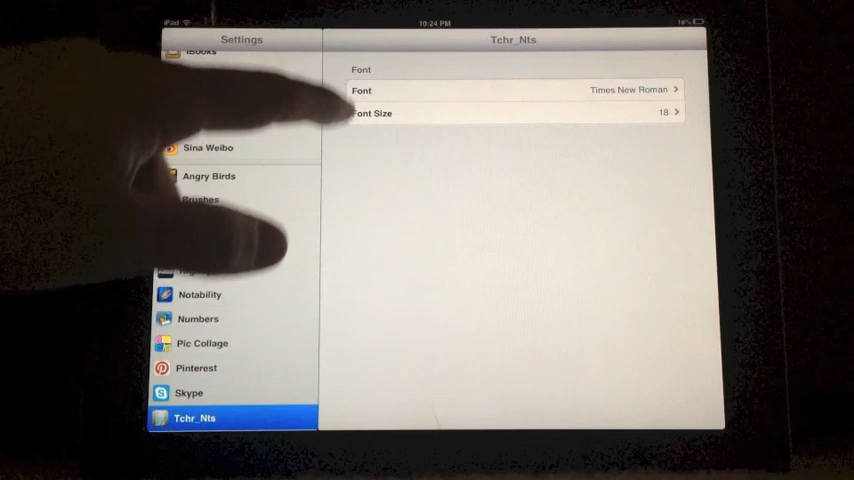 iPad 10:24 PM 18%
Settings Tchr_Nts
iBooks
Font
Font Times New Roman
Font Size 18
Sina Weibo
Angry Birds
Brushes
Notability
Numbers
Pic Collage
Pinterest
Skype
Tchr_Nts